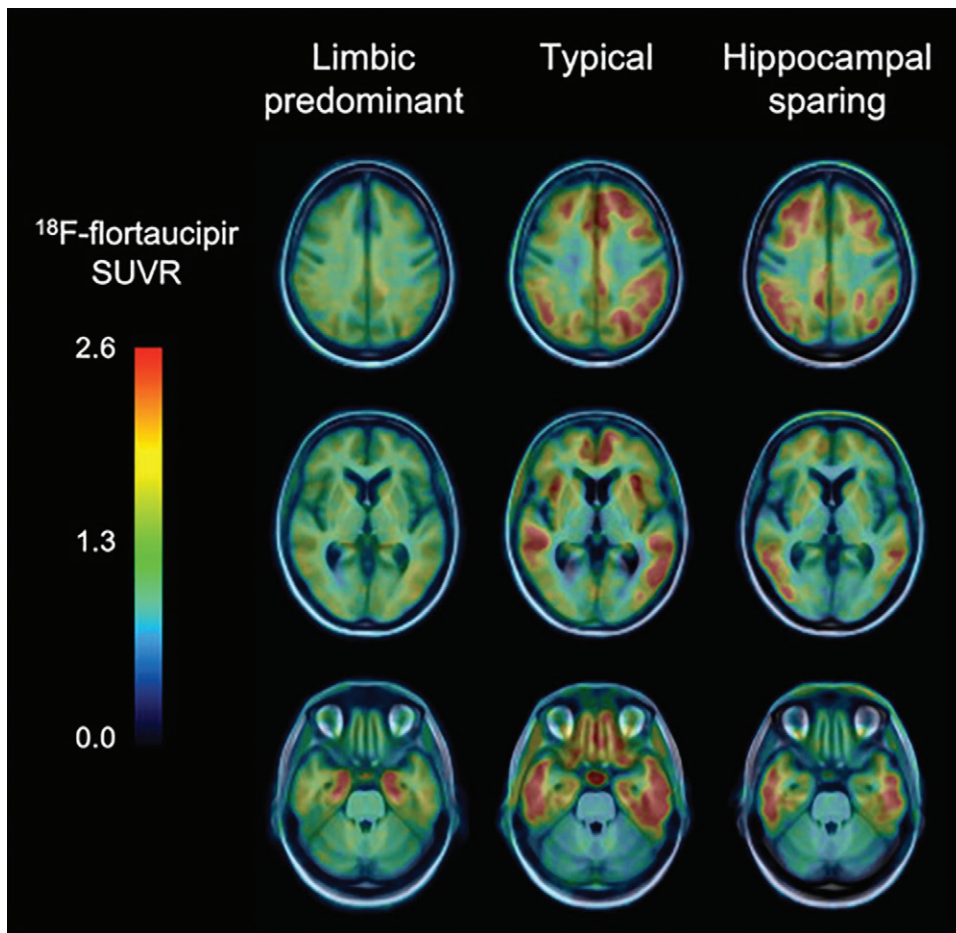 Limbic
predominant
Typical
Hippocampal
sparing
¹⁸F-flortaucipir
SUVR
2.6
1.3
0.0